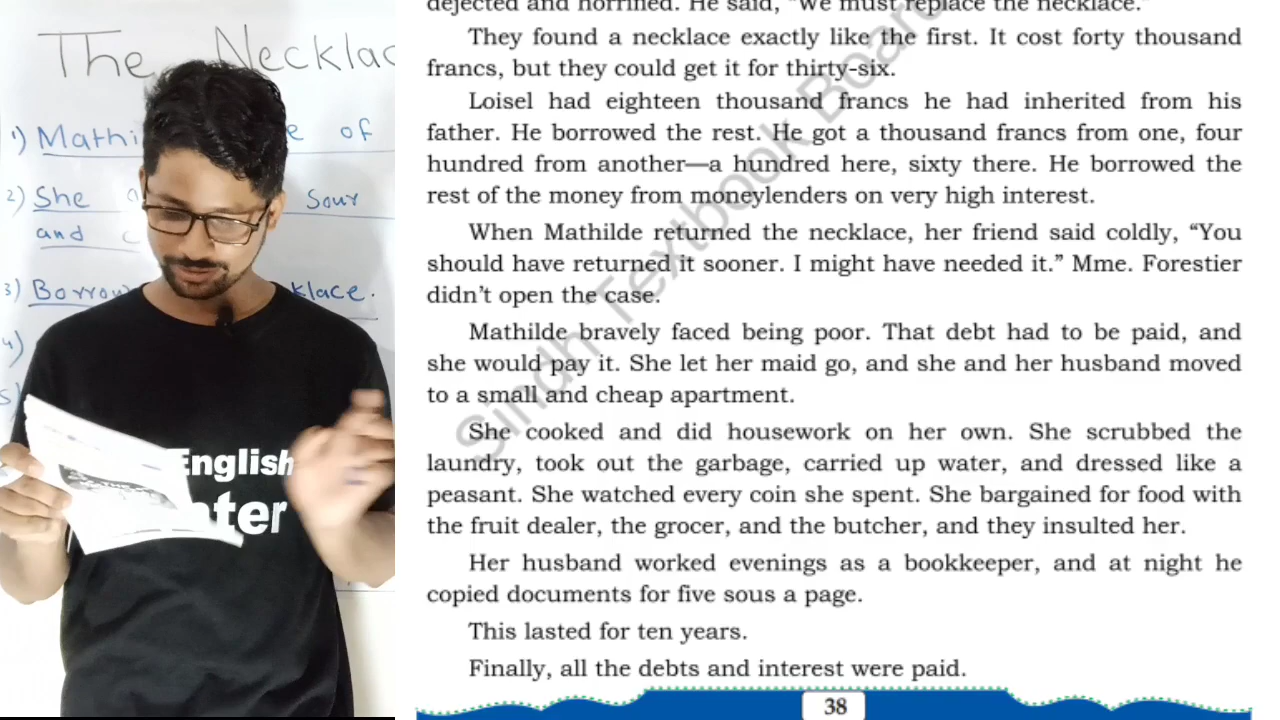 The Necklac
1) Mathi e of
2) She Sour
and c
3) Borrow klace.
4)
5)
English
ter
dejected and horrified. He said, "We must replace the necklace."
They found a necklace exactly like the first. It cost forty thousand
francs, but they could get it for thirty-six.
Loisel had eighteen thousand francs he had inherited from his
father. He borrowed the rest. He got a thousand francs from one, four
hundred from another—a hundred here, sixty there. He borrowed the
rest of the money from moneylenders on very high interest.
When Mathilde returned the necklace, her friend said coldly, "You
should have returned it sooner. I might have needed it." Mme. Forestier
didn't open the case.
Mathilde bravely faced being poor. That debt had to be paid, and
she would pay it. She let her maid go, and she and her husband moved
to a small and cheap apartment.
She cooked and did housework on her own. She scrubbed the
laundry, took out the garbage, carried up water, and dressed like a
peasant. She watched every coin she spent. She bargained for food with
the fruit dealer, the grocer, and the butcher, and they insulted her.
Her husband worked evenings as a bookkeeper, and at night he
copied documents for five sous a page.
This lasted for ten years.
Finally, all the debts and interest were paid.
38
Sindh Textbook Board